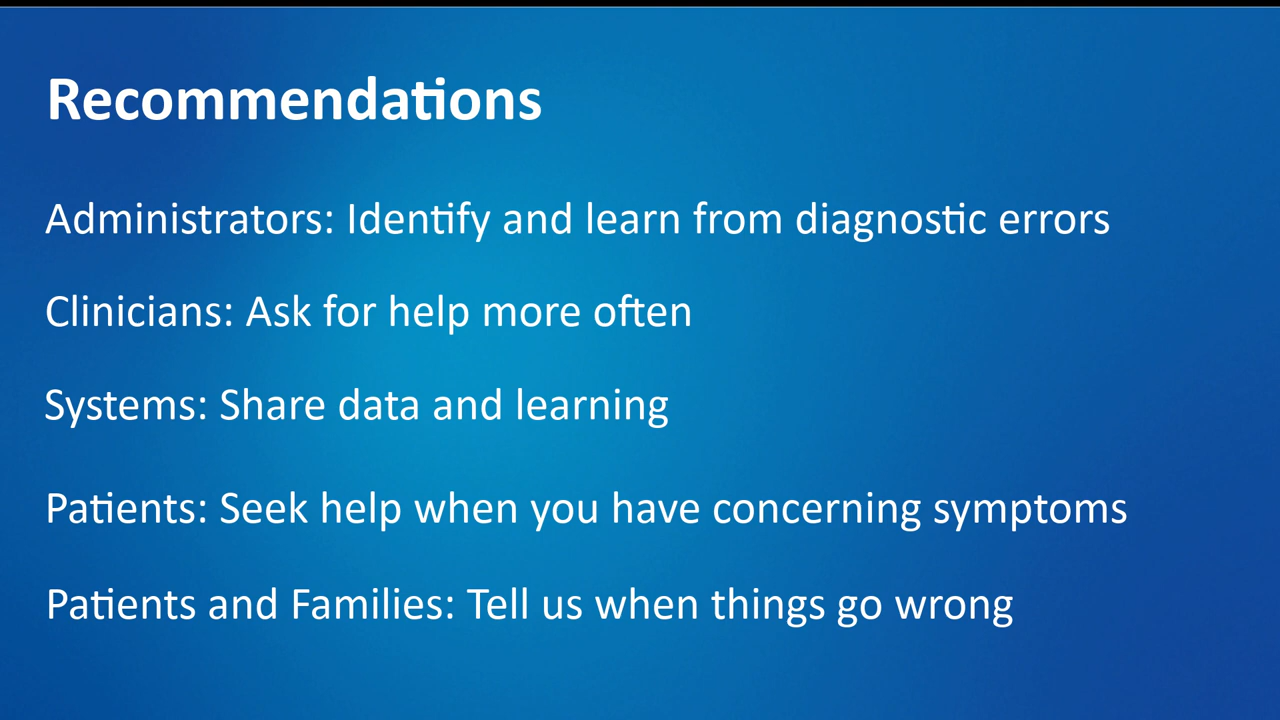 Recommendations
Administrators: Identify and learn from diagnostic errors
Clinicians: Ask for help more often
Systems: Share data and learning
Patients: Seek help when you have concerning symptoms
Patients and Families: Tell us when things go wrong